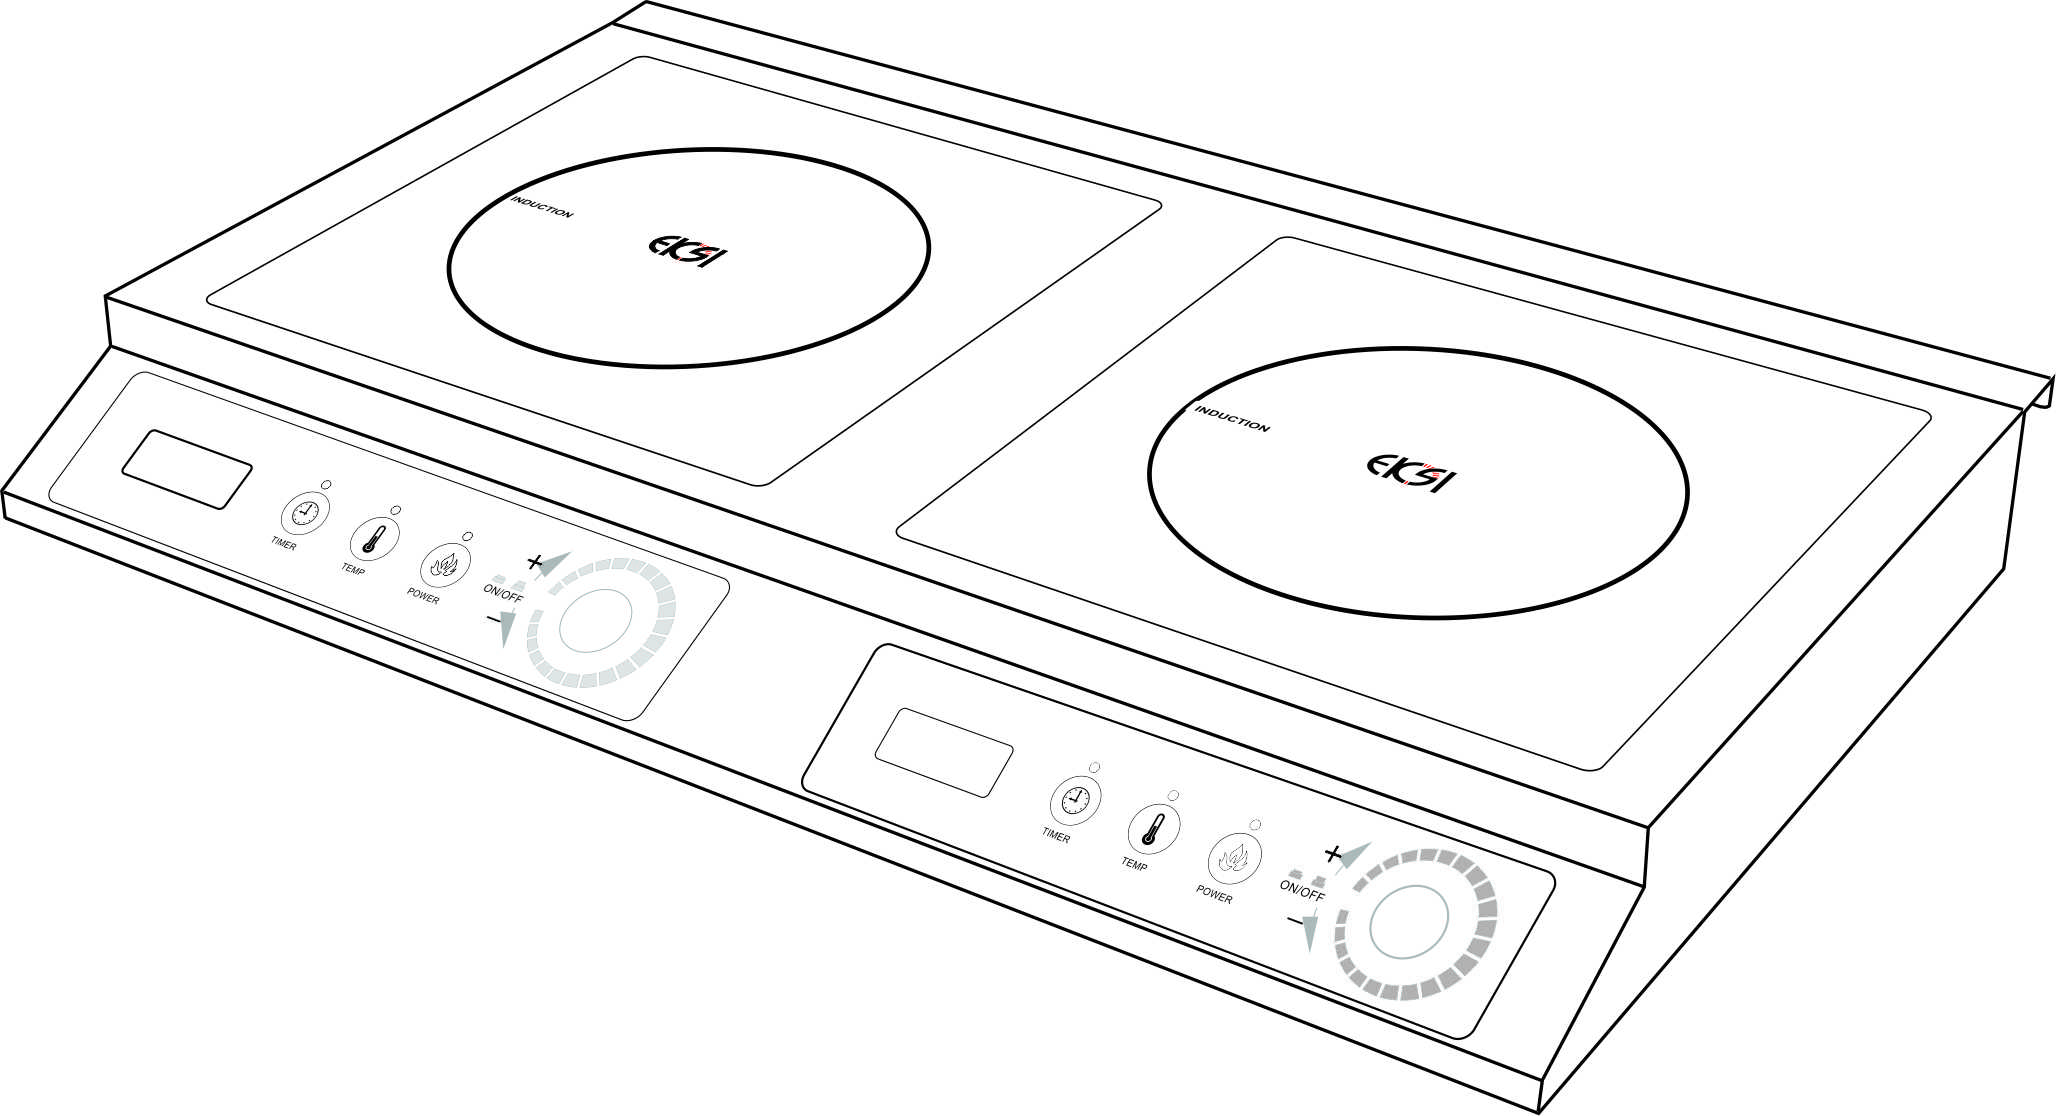 INDUCTION
EKSI
INDUCTION
EKSI
TIMER
TEMP
POWER
+
ON/OFF
−
TIMER
TEMP
POWER
+
ON/OFF
−